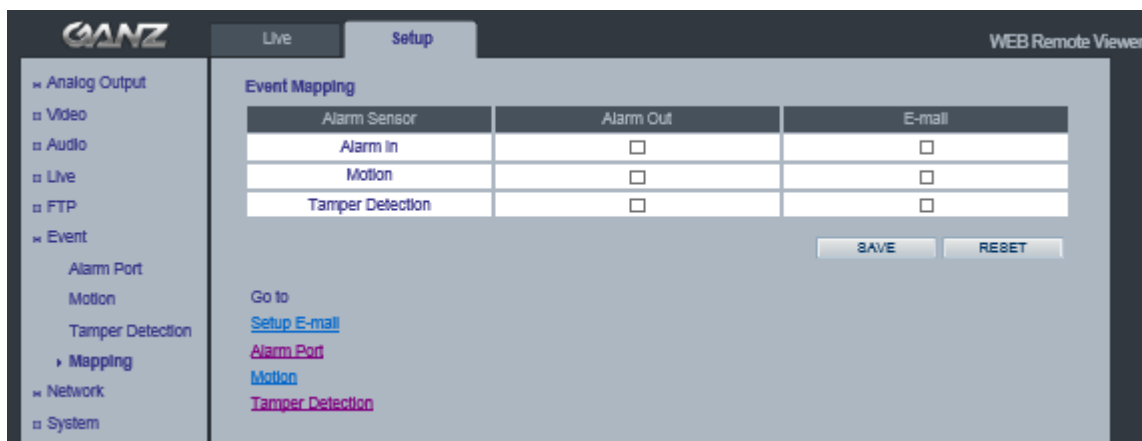 GANZ
Live
Setup
WEB Remote Viewer
Analog Output
Video
Audio
Live
FTP
Event
Alarm Port
Motion
Tamper Detection
Mapping
Network
System
Event Mapping
Alarm Sensor
Alarm Out
E-mail
Alarm In
Motion
Tamper Detection
SAVE
RESET
Go to
Setup E-mail
Alarm Port
Motion
Tamper Detection